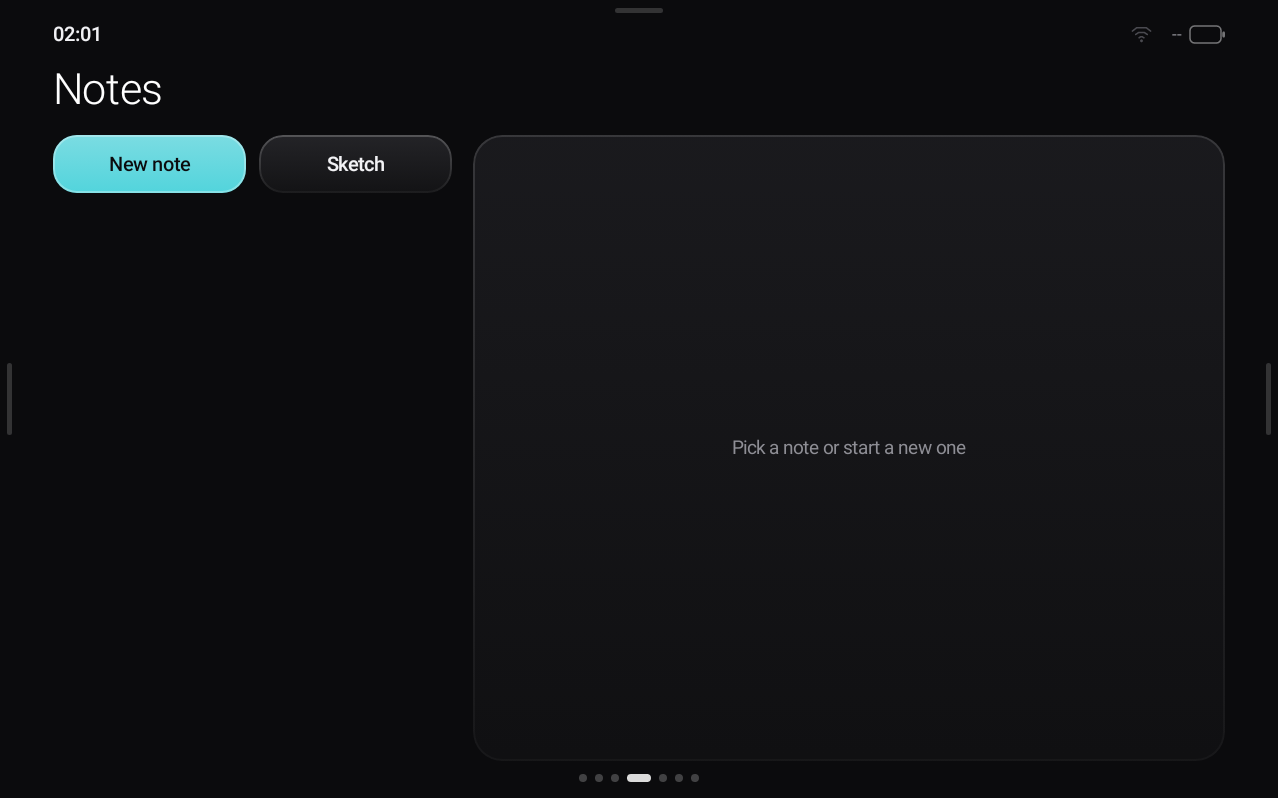 02:01
--
Notes
New note
Sketch
Pick a note or start a new one